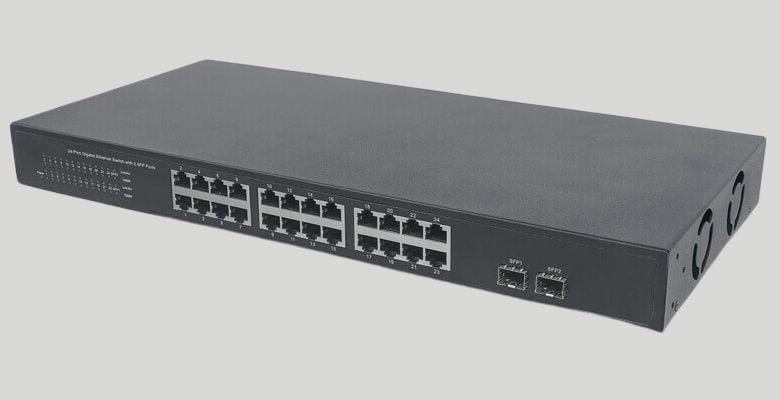 24-Port Gigabit Ethernet Switch with 2 SFP Ports
2 4 6 8
10 12 14 16
18 20 22 24
1 3 5 7
9 11 13 15
17 19 21 23
SFP1 SFP2